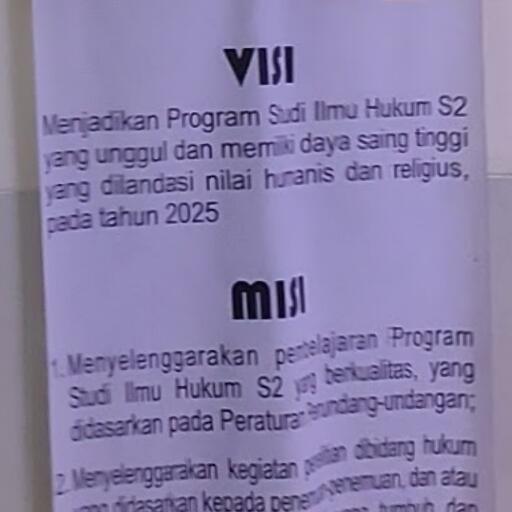 VISI
Menjadikan Program Sudi Ilmu Hukum S2
yang unggul dan memiliki daya saing tinggi
yang dilandasi nilai humanis dan religius,
pada tahun 2025
MISI
1. Menyelenggarakan pembelajaran Program
Studi Ilmu Hukum S2 yang berkualitas, yang
didasarkan pada Peraturan Perundang-undangan;
2. Menyelenggarakan kegiatan penelitian dibidang hukum
yang didasarkan kepada penemuan-penemuan, dan atau
tumbuh dan